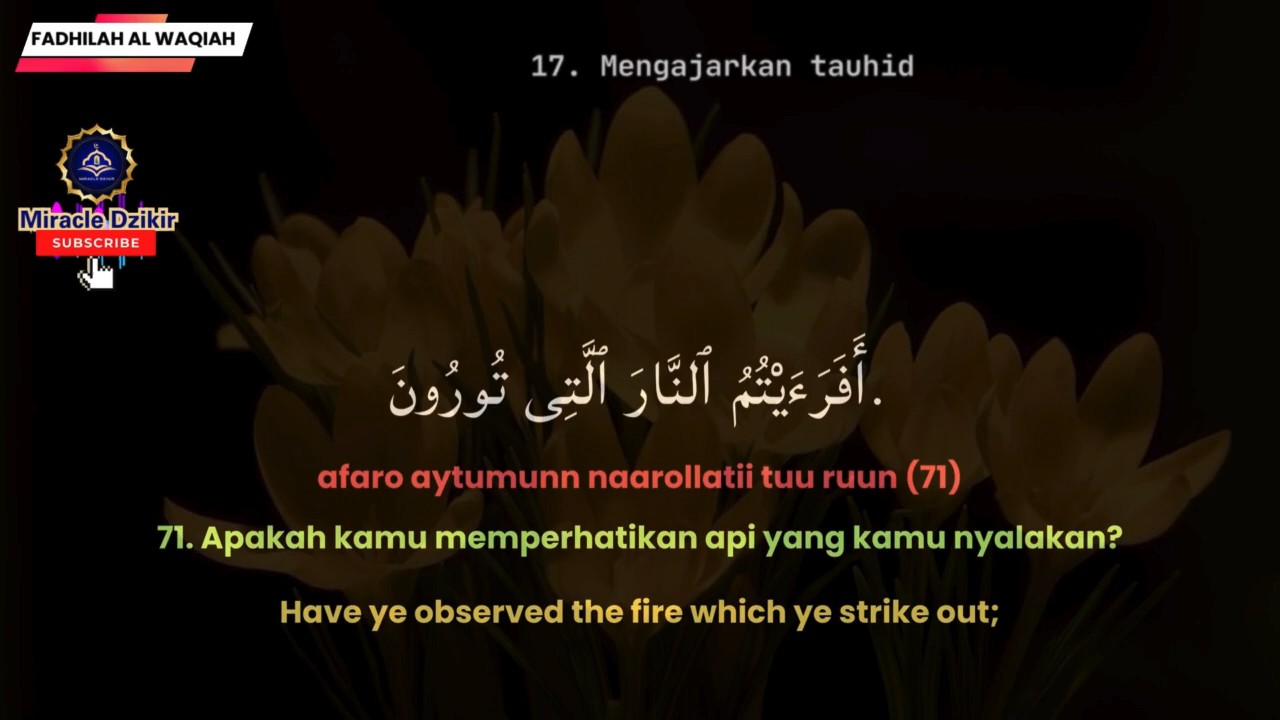 FADHILAH AL WAQIAH
17. Mengajarkan tauhid
Miracle Dzikir
SUBSCRIBE
أَفَرَءَيْتُمُ ٱلنَّارَ ٱلَّتِى تُورُونَ.
afaro aytumunn naarollatii tuu ruun (71)
71. Apakah kamu memperhatikan api yang kamu nyalakan?
Have ye observed the fire which ye strike out;